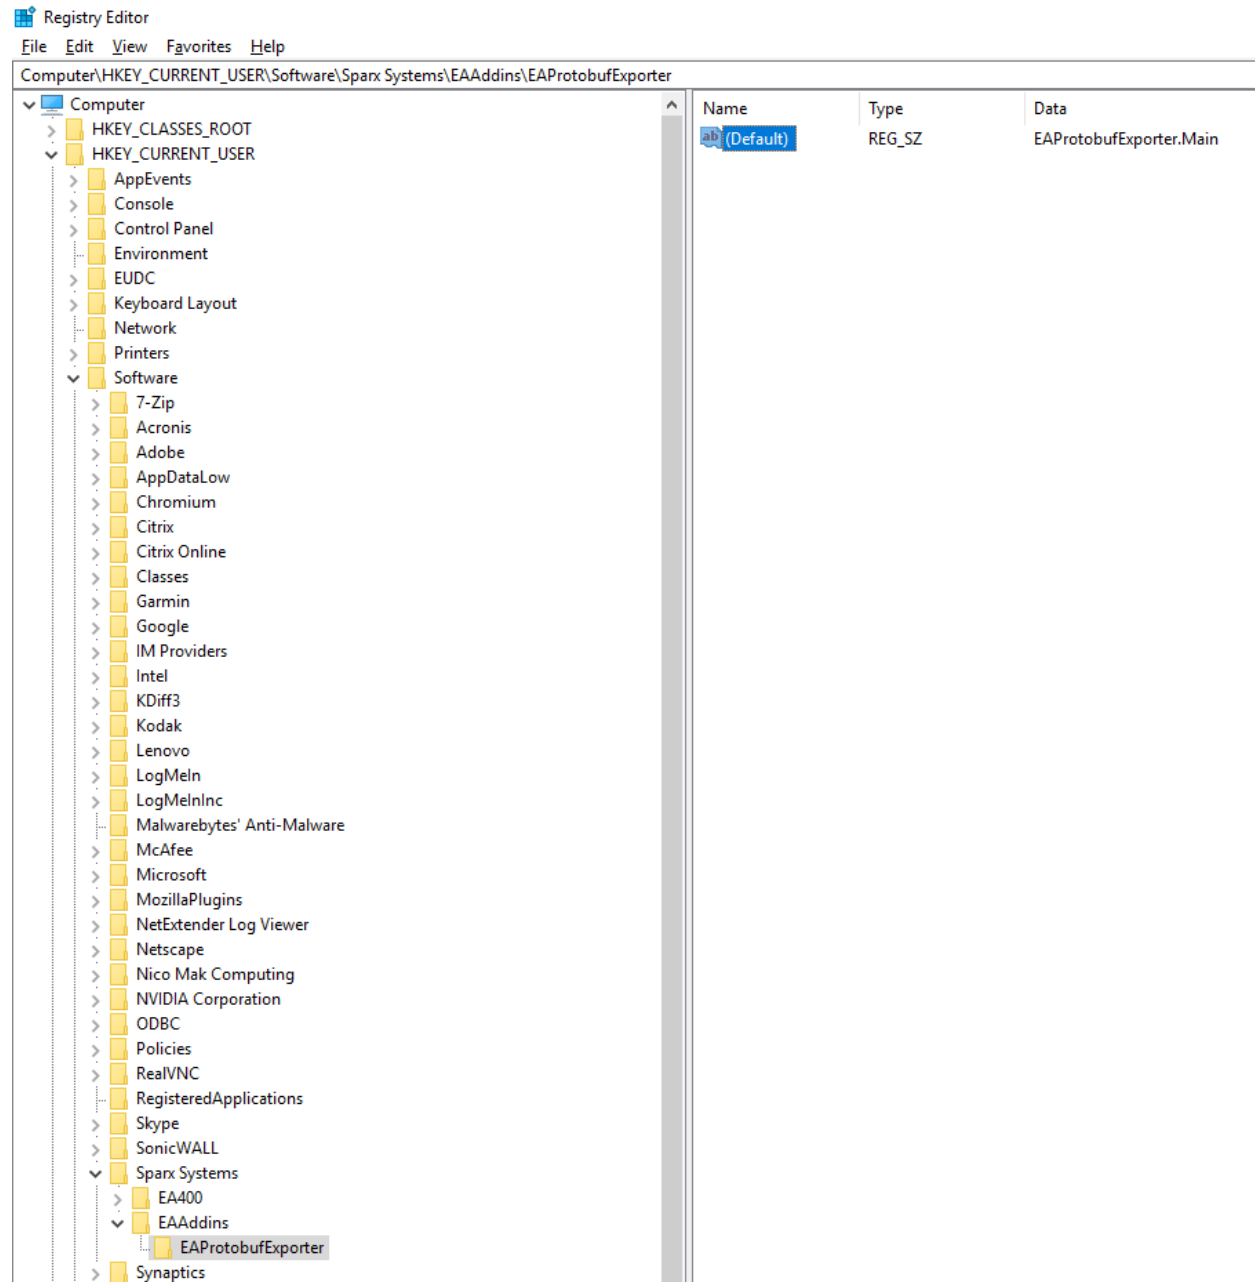 Registry Editor
File Edit View Favorites Help
Computer\HKEY_CURRENT_USER\Software\Sparx Systems\EAAddins\EAProtobufExporter
Computer
HKEY_CLASSES_ROOT
HKEY_CURRENT_USER
AppEvents
Console
Control Panel
Environment
EUDC
Keyboard Layout
Network
Printers
Software
7-Zip
Acronis
Adobe
AppDataLow
Chromium
Citrix
Citrix Online
Classes
Garmin
Google
IM Providers
Intel
KDiff3
Kodak
Lenovo
LogMeIn
LogMeInInc
Malwarebytes' Anti-Malware
McAfee
Microsoft
MozillaPlugins
NetExtender Log Viewer
Netscape
Nico Mak Computing
NVIDIA Corporation
ODBC
Policies
RealVNC
RegisteredApplications
Skype
SonicWALL
Sparx Systems
EA400
EAAddins
EAProtobufExporter
Synaptics
Name Type Data
ab (Default) REG_SZ EAProtobufExporter.Main